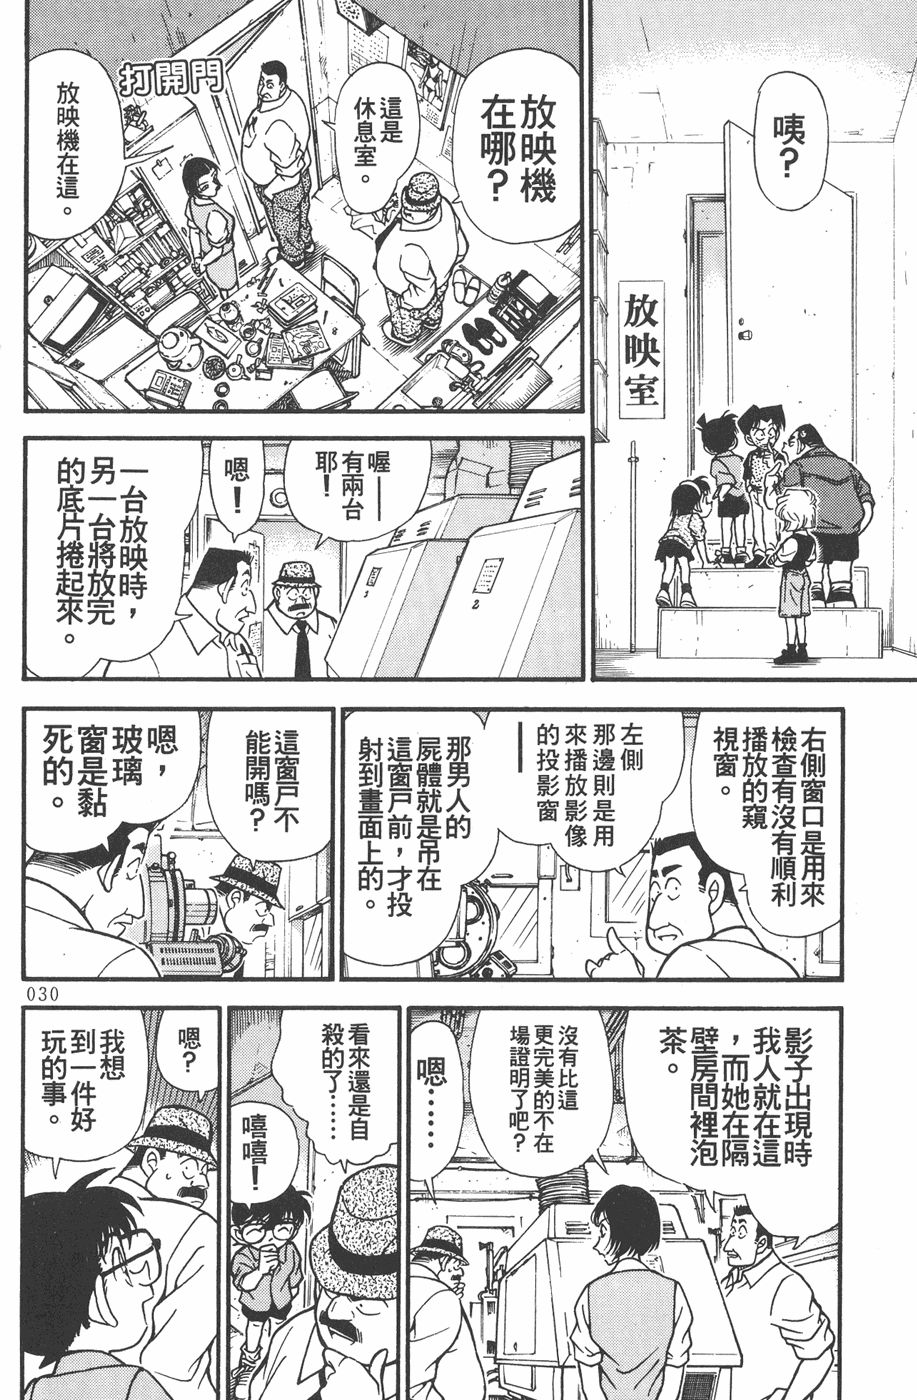 咦?
放映室
放映機
在哪?
這是
休息室。
打開門
放映機在這。
喔——
有兩台
耶!
嗯!
一台放映時，
另一台將放完
的底片捲起來。
右側窗口是用來
檢查有沒有順利
播放的窺
視窗。
左側
那邊則是用
來播放影像
的投影窗
——
那男人的
屍體就是吊在
這窗戶前，才投
射到畫面上的。
這窗戶不
能開嗎?
嗯，
玻璃
窗是黏
死的。
030
影子出現時
我人就在這
，而她在隔
壁房間裡泡
茶。
沒有比這
更完美的不在
場證明了吧?
嗯……
看來還是自
殺的了……
嘻嘻!
嗯?
我想
到一件好
玩的事。
1
2